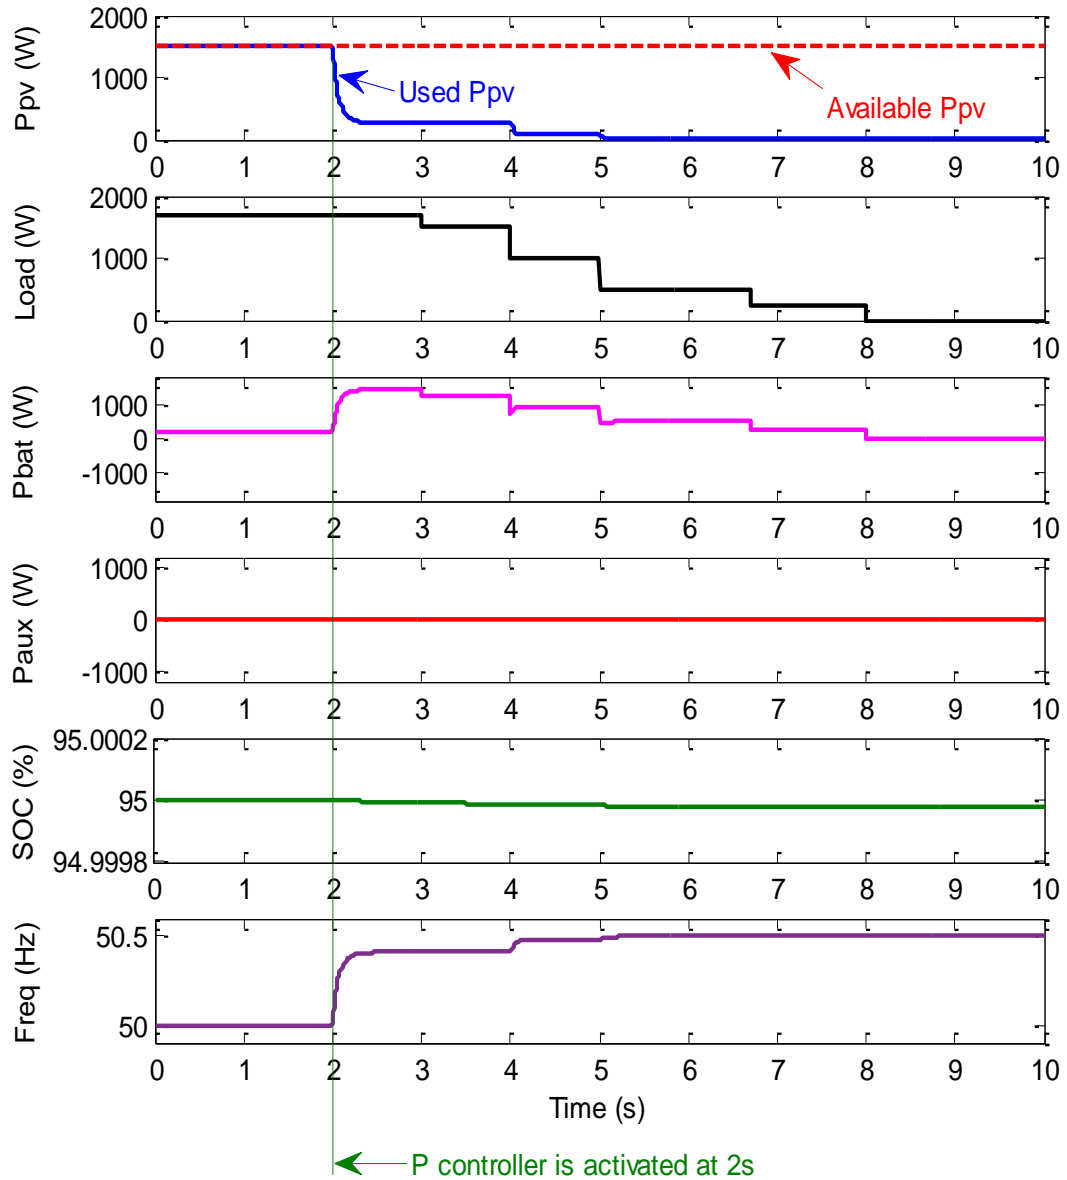 Ppv (W)
2000
1000
0
Used Ppv
Available Ppv
0 1 2 3 4 5 6 7 8 9 10
Load (W)
2000
1000
0
0 1 2 3 4 5 6 7 8 9 10
Pbat (W)
1000
0
-1000
0 1 2 3 4 5 6 7 8 9 10
Paux (W)
1000
0
-1000
0 1 2 3 4 5 6 7 8 9 10
SOC (%)
95.0002
95
94.9998
0 1 2 3 4 5 6 7 8 9 10
Freq (Hz)
50.5
50
0 1 2 3 4 5 6 7 8 9 10
Time (s)
P controller is activated at 2s